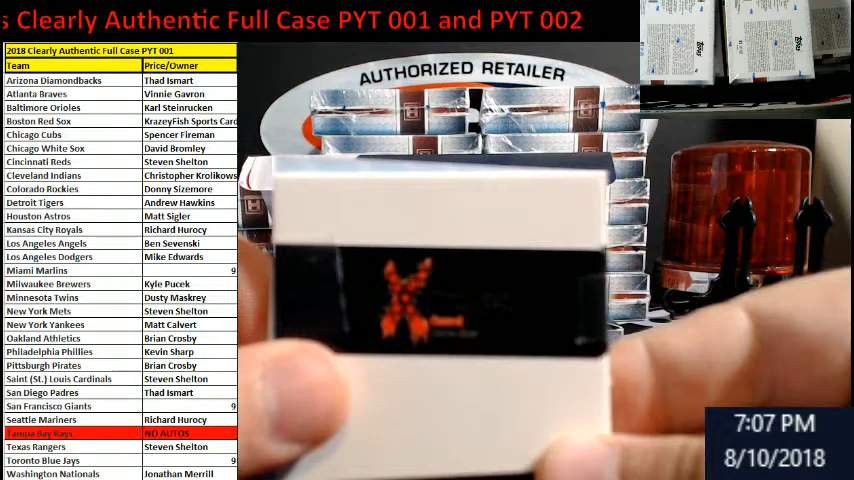 s Clearly Authentic Full Case PYT 001 and PYT 002
2018 Clearly Authentic Full Case PYT 001
Team Price/Owner
Arizona Diamondbacks Thad Ismart
Atlanta Braves Vinnie Gavron
Baltimore Orioles Karl Steinrucken
Boston Red Sox KrazeyFish Sports Card
Chicago Cubs Spencer Fireman
Chicago White Sox David Bromley
Cincinnati Reds Steven Shelton
Cleveland Indians Christopher Krolikows
Colorado Rockies Donny Sizemore
Detroit Tigers Andrew Hawkins
Houston Astros Matt Sigler
Kansas City Royals Richard Hurocy
Los Angeles Angels Ben Sevenski
Los Angeles Dodgers Mike Edwards
Miami Marlins 9
Milwaukee Brewers Kyle Pucek
Minnesota Twins Dusty Maskrey
New York Mets Steven Shelton
New York Yankees Matt Calvert
Oakland Athletics Brian Crosby
Philadelphia Phillies Kevin Sharp
Pittsburgh Pirates Brian Crosby
Saint (St.) Louis Cardinals Steven Shelton
San Diego Padres Thad Ismart
San Francisco Giants 9
Seattle Mariners Richard Hurocy
Tampa Bay Rays NO AUTOS
Texas Rangers Steven Shelton
Toronto Blue Jays 9
Washington Nationals Jonathan Merrill
AUTHORIZED RETAILER
topps
7:07 PM
8/10/2018